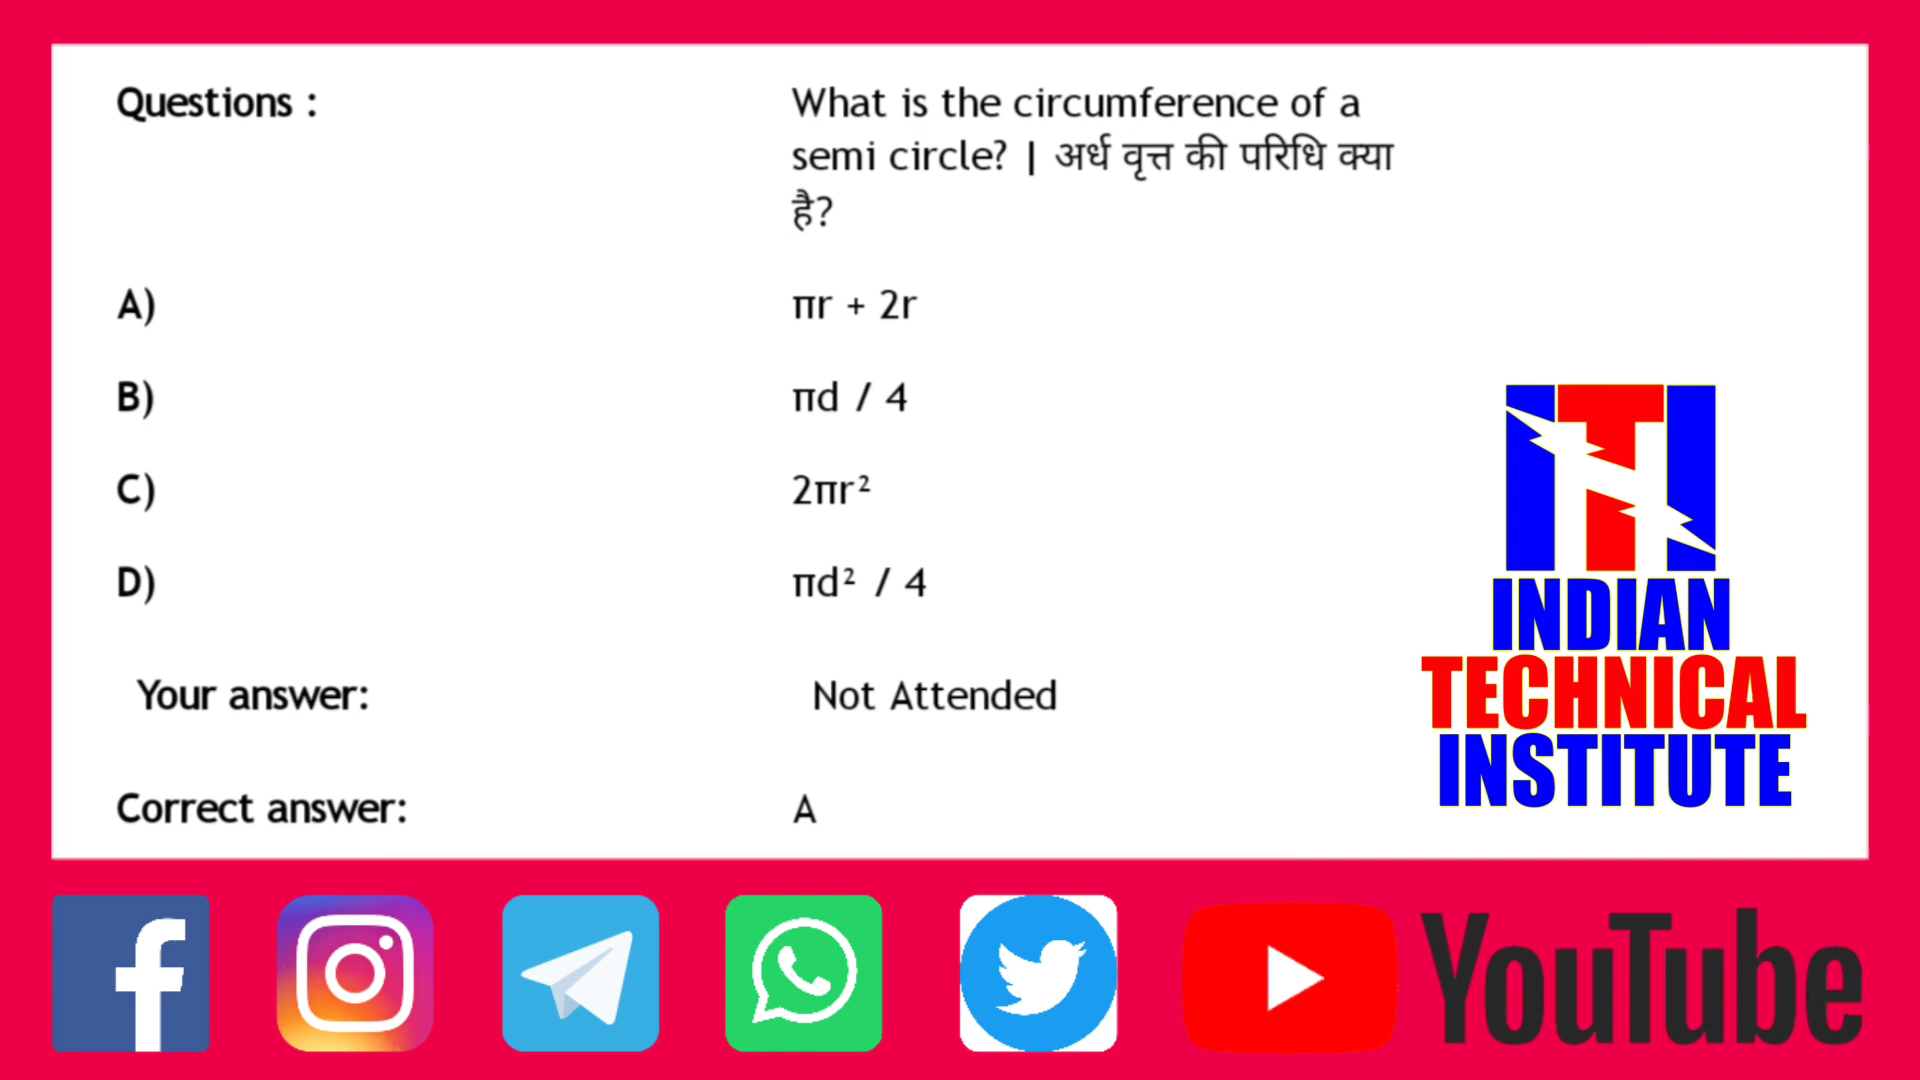 Questions :
What is the circumference of a
semi circle? | अर्ध वृत्त की परिधि क्या
है?
A) πr + 2r
B) πd / 4
C) 2πr²
D) πd² / 4
Your answer: Not Attended
Correct answer: A
ITI
INDIAN
TECHNICAL
INSTITUTE
YouTube